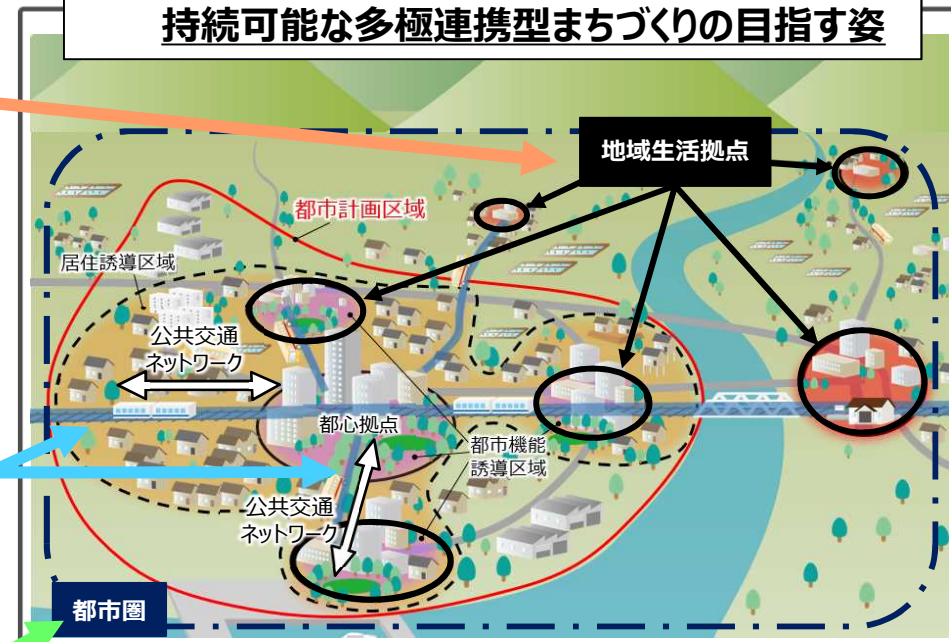 持続可能な多極連携型まちづくりの目指す姿
地域生活拠点
都市計画区域
居住誘導区域
公共交通
ネットワーク
都心拠点
都市機能
誘導区域
公共交通
ネットワーク
都市圏